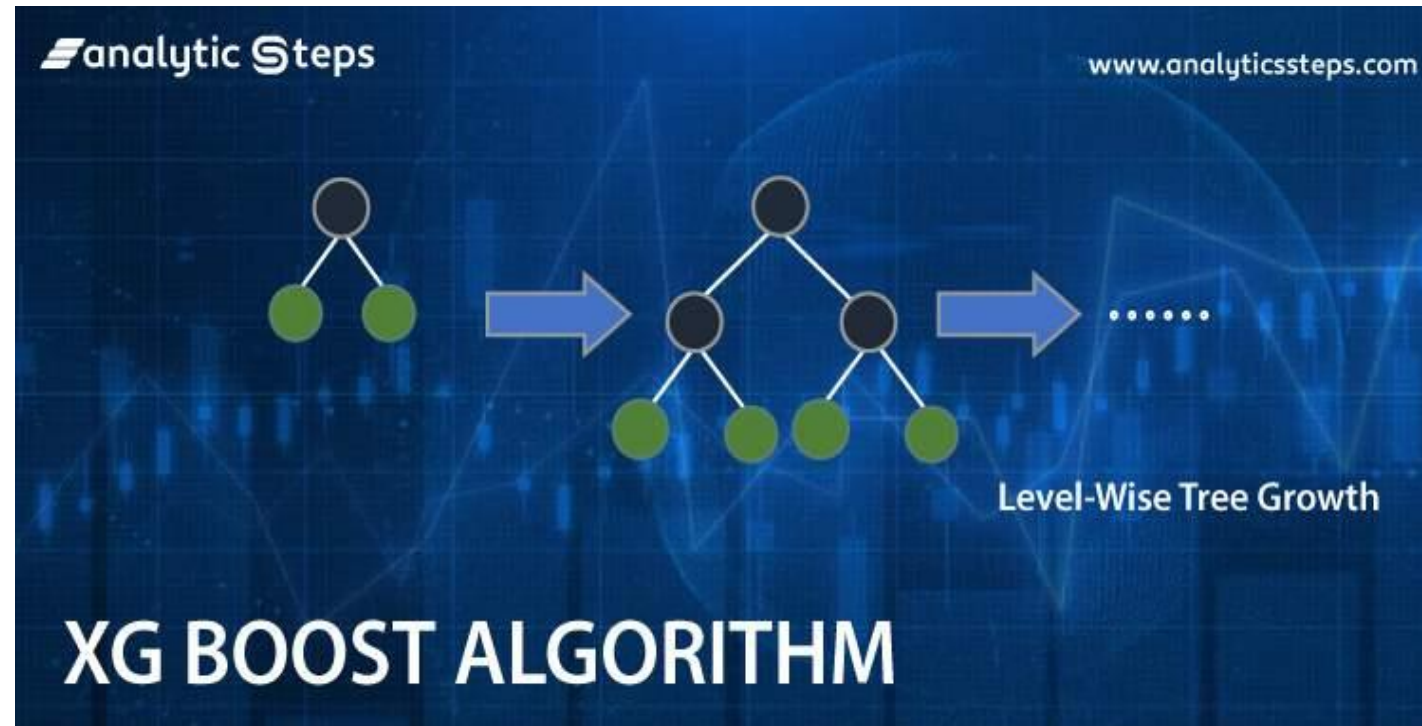 analytic Steps
www.analyticssteps.com
Level-Wise Tree Growth
XG BOOST ALGORITHM